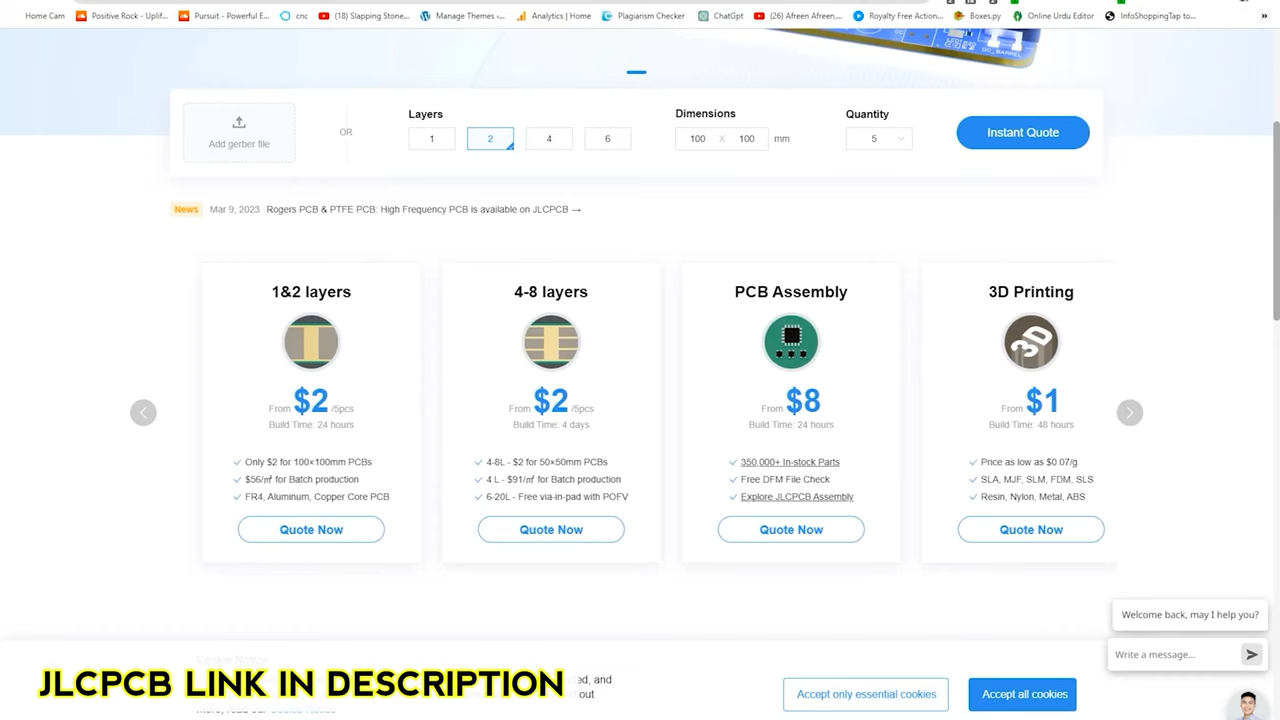 Home Cam Positive Rock - Uplif... Pursuit - Powerful E... cnc (18) Slapping Stone... Manage Themes ‹... Analytics | Home Plagiarism Checker ChatGpt (26) Afreen Afreen,... Royalty Free Action... Boxes.py Online Urdu Editor InfoShoppingTap to... »
OC_BARREL
Layers Dimensions Quantity
Add gerber file OR 1 2 4 6 100 X 100 mm 5 Instant Quote
News Mar 9, 2023 Rogers PCB & PTFE PCB: High Frequency PCB is available on JLCPCB →
1&2 layers
From $2 /5pcs
Build Time: 24 hours
Only $2 for 100×100mm PCBs
$56/㎡ for Batch production
FR4, Aluminum, Copper Core PCB
Quote Now
4-8 layers
From $2 /5pcs
Build Time: 4 days
4-8L - $2 for 50×50mm PCBs
4 L - $91/㎡ for Batch production
6-20L - Free via-in-pad with POFV
Quote Now
PCB Assembly
From $8
Build Time: 24 hours
350,000+ In-stock Parts
Free DFM File Check
Explore JLCPCB Assembly
Quote Now
3D Printing
3D
From $1
Build Time: 48 hours
Price as low as $0.07/g
SLA, MJF, SLM, FDM, SLS
Resin, Nylon, Metal, ABS
Quote Now
Welcome back, may I help you?
Write a message...
Cookie Notice
ed, and
out
Cookie Notice
JLCPCB LINK IN DESCRIPTION
Accept only essential cookies Accept all cookies